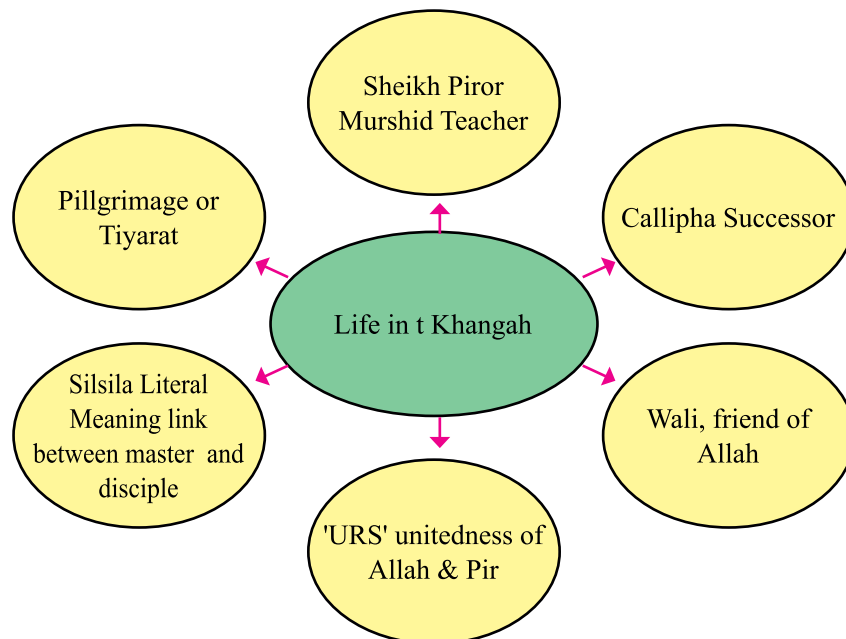 Sheikh Piror
Murshid Teacher
Pillgrimage or
Tiyarat
Callipha Successor
Life in t Khangah
Silsila Literal
Meaning link
between master and
disciple
Wali, friend of
Allah
'URS' unitedness of
Allah & Pir